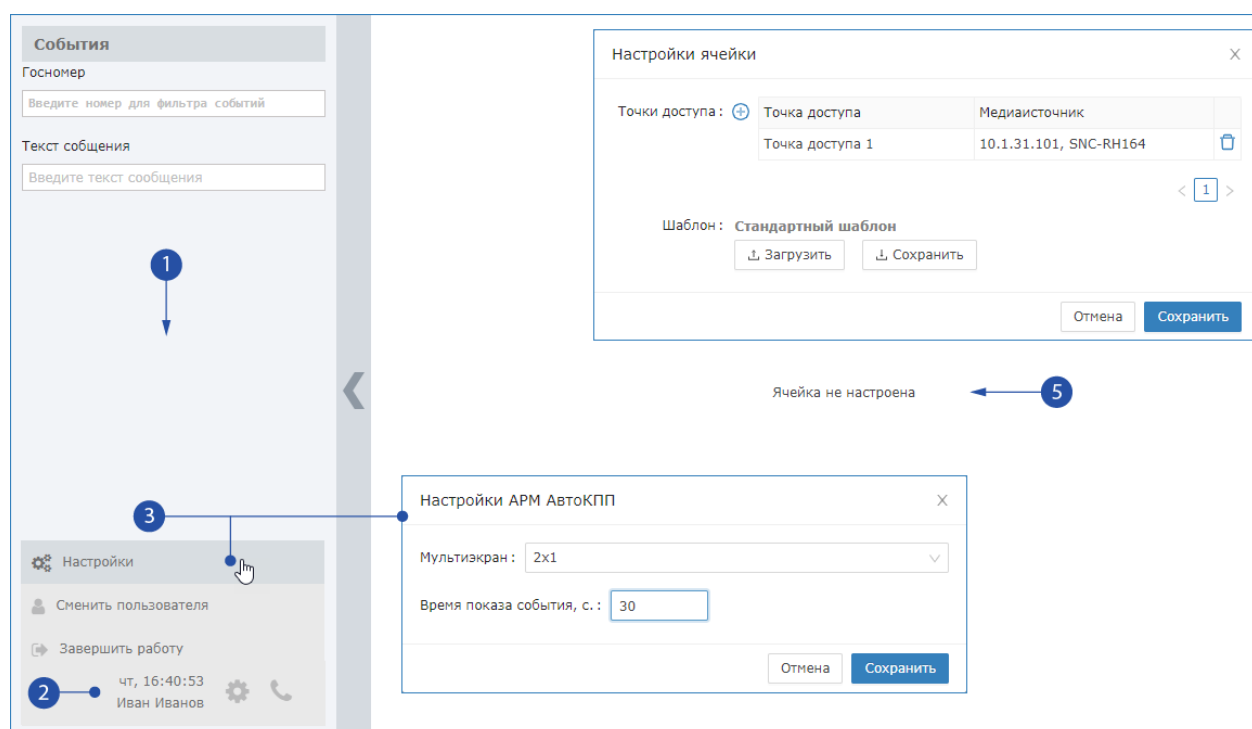 События
Госномер
Введите номер для фильтра событий
Текст собщения
Введите текст сообщения
1
3
Настройки
Сменить пользователя
Завершить работу
2
чт, 16:40:53
Иван Иванов
Настройки ячейки
Точки доступа :
Точка доступа Медиаисточник
Точка доступа 1 10.1.31.101, SNC-RH164
< 1 >
Шаблон : Стандартный шаблон
Загрузить Сохранить
Отмена Сохранить
Ячейка не настроена
5
Настройки АРМ АвтоКПП
Мультиэкран : 2x1
Время показа события, с. : 30
Отмена Сохранить